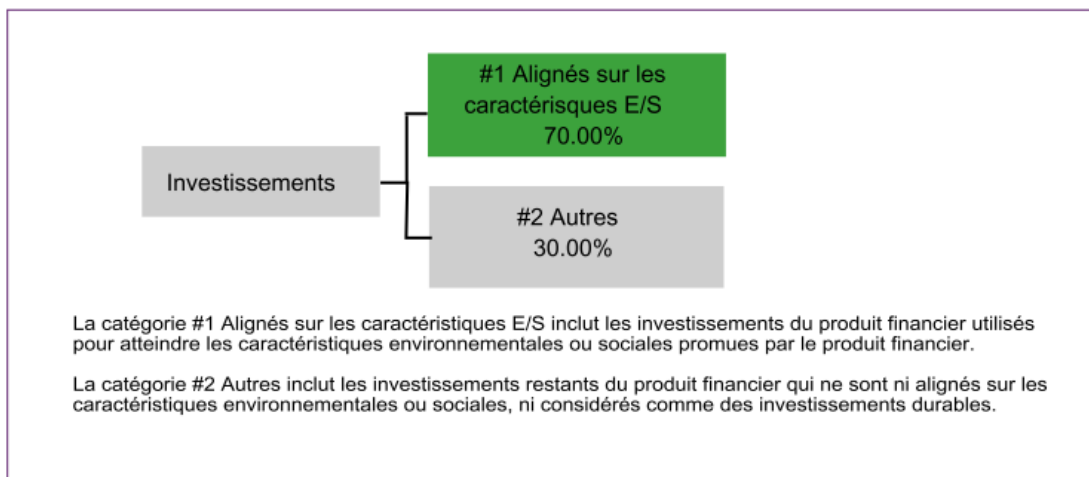 #1 Alignés sur les
caractérisques E/S
70.00%
Investissements
#2 Autres
30.00%
La catégorie #1 Alignés sur les caractéristiques E/S inclut les investissements du produit financier utilisés
pour atteindre les caractéristiques environnementales ou sociales promues par le produit financier.
La catégorie #2 Autres inclut les investissements restants du produit financier qui ne sont ni alignés sur les
caractéristiques environnementales ou sociales, ni considérés comme des investissements durables.